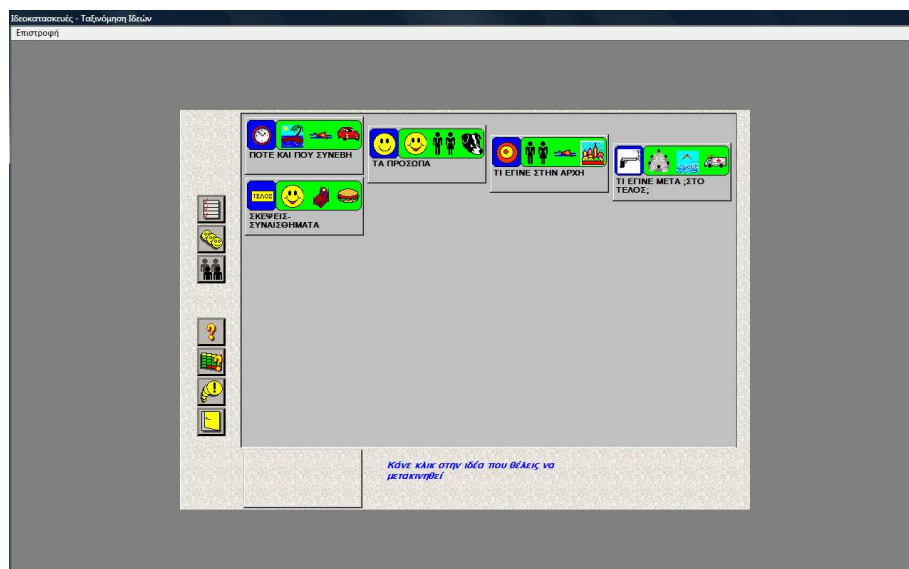 Ιδεοκατασκευές - Ταξινόμηση Ιδεών
Επιστροφή
ΠΟΤΕ ΚΑΙ ΠΟΥ ΣΥΝΕΒΗ
ΤΑ ΠΡΟΣΩΠΑ
ΤΙ ΕΓΙΝΕ ΣΤΗΝ ΑΡΧΗ
ΤΙ ΕΓΙΝΕ ΜΕΤΑ ;ΣΤΟ
ΤΕΛΟΣ;
ΤΕΛΟΣ
ΣΚΕΨΕΙΣ-
ΣΥΝΑΙΣΘΗΜΑΤΑ
Κάνε κλικ στην ιδέα που θέλεις να
μετακινηθεί